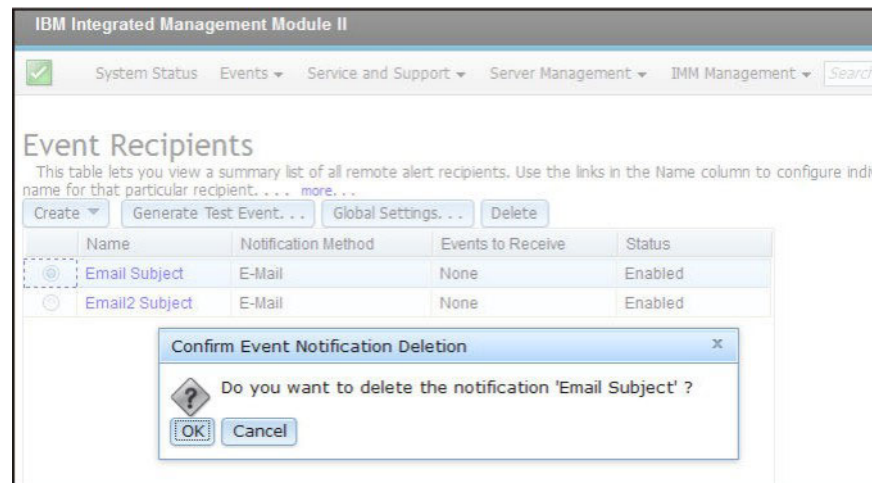 IBM Integrated Management Module II
System Status Events Service and Support Server Management IMM Management Search
Event Recipients
This table lets you view a summary list of all remote alert recipients. Use the links in the Name column to configure indi
name for that particular recipient. . . . more. . .
Create Generate Test Event. . . Global Settings. . . Delete
Name Notification Method Events to Receive Status
Email Subject E-Mail None Enabled
Email2 Subject E-Mail None Enabled
Confirm Event Notification Deletion x
? Do you want to delete the notification 'Email Subject' ?
OK Cancel